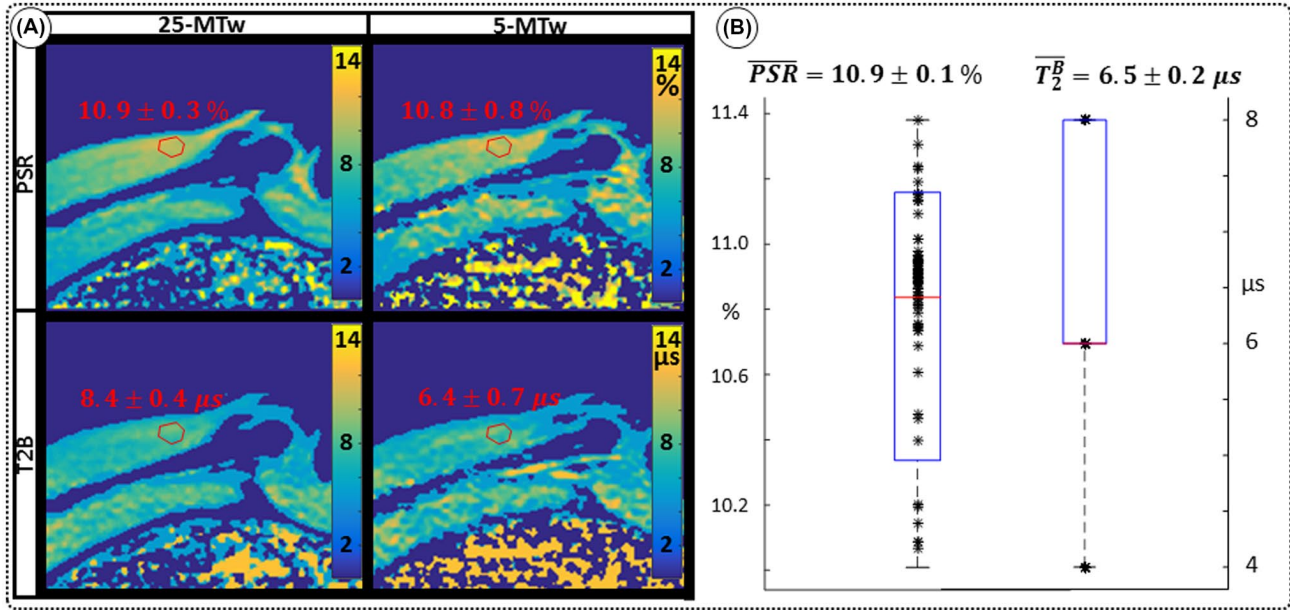 (A)
25-MTw
5-MTw
PSR
10.9 ± 0.3 %
14
8
2
10.8 ± 0.8 %
14
%
8
2
T2B
8.4 ± 0.4 μs
14
8
2
6.4 ± 0.7 μs
14
μs
8
2
(B)
PSR = 10.9 ± 0.1 %
T₂ᴮ = 6.5 ± 0.2 μs
11.4
11.0
%
10.6
10.2
8
μs
6
4